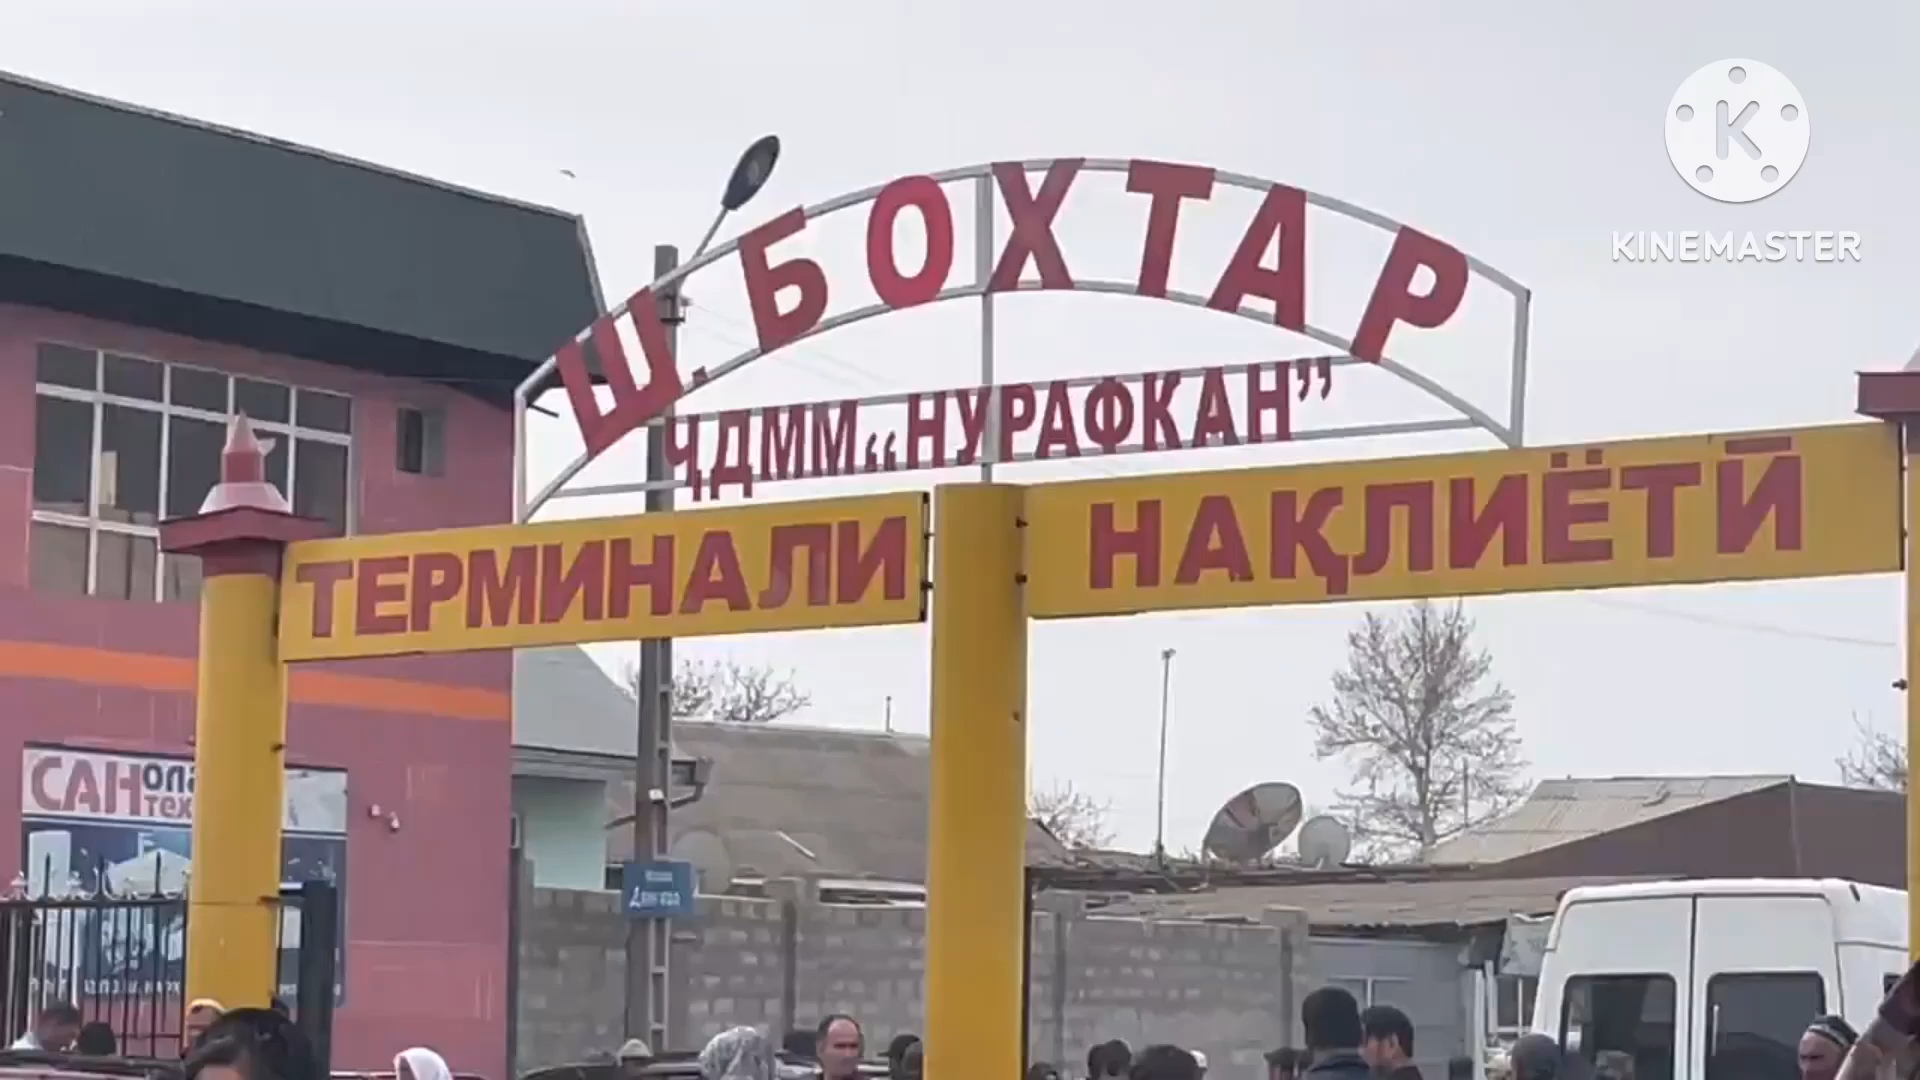 KINEMASTER
Ш. БОХТАР
ҶДММ „НУРАФКАН”
ТЕРМИНАЛИ НАҚЛИЁТӢ
САН